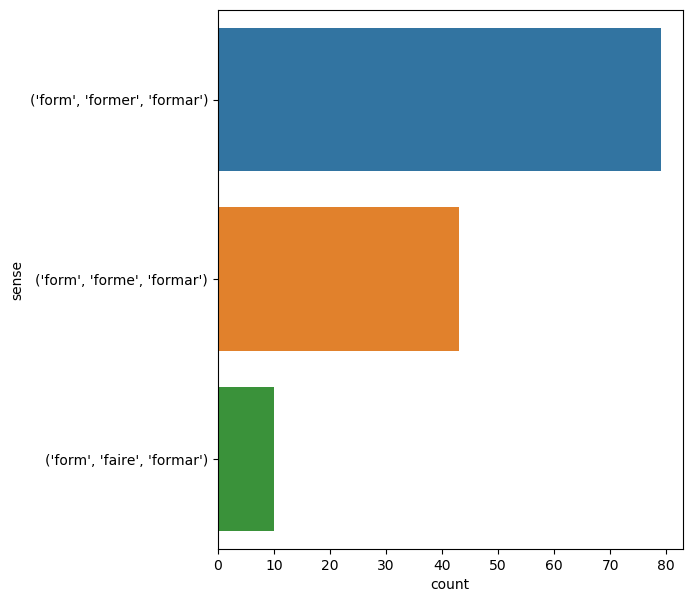 ('form', 'former', 'formar')
('form', 'forme', 'formar')
('form', 'faire', 'formar')
sense
0 10 20 30 40 50 60 70 80
count